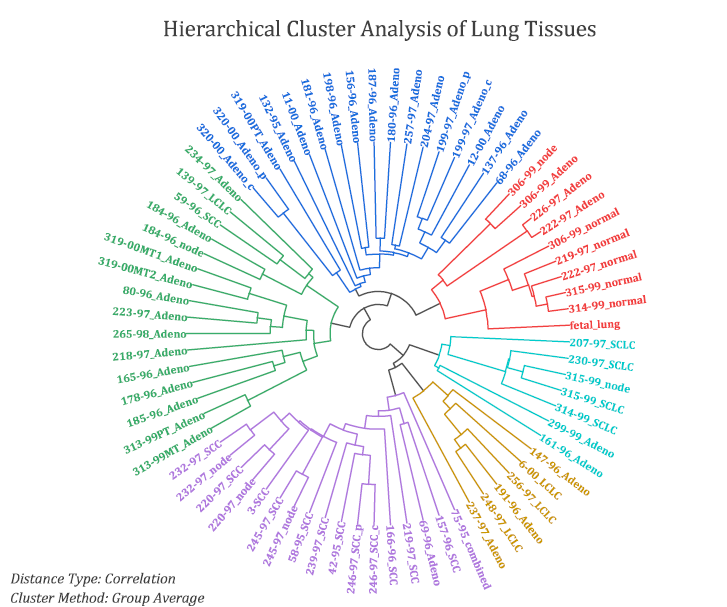 Hierarchical Cluster Analysis of Lung Tissues
320-00_Adeno_c
320-00_Adeno_p
319-00PT_Adeno
132-95_Adeno
11-00_Adeno
181-96_Adeno
198-96_Adeno
156-96_Adeno
187-99_Adeno
180-96_Adeno
257-97_Adeno
204-97_Adeno
199-97_Adeno_p
199-97_Adeno_c
12-00_Adeno
137-96_Adeno
68-96_Adeno
306-99_node
306-99_Adeno
226-97_Adeno
222-97_Adeno
306-99_normal
219-97_normal
222-97_normal
315-99_normal
314-99_normal
fetal_lung
207-97_SCLC
230-97_SCLC
315-99_node
315-99_SCLC
314-99_SCLC
299-99_Adeno
161-96_Adeno
147-96_Adeno
6-00_LCLC
256-97_LCLC
191-96_Adeno
248-97_LCLC
237-97_Adeno
75-95_combined
157-96_SCC
69-96_Adeno
219-97_SCC
166-96_SCC
246-97_SCC_c
246-97_SCC_p
42-95_SCC
239-97_SCC
58-95_SCC
245-97_node
245-97_SCC
3-SCC
220-97_node
220-97_SCC
232-97_node
232-97_SCC
313-99MT_Adeno
313-99PT_Adeno
185-96_Adeno
178-96_Adeno
165-96_Adeno
218-97_Adeno
265-98_Adeno
223-97_Adeno
80-96_Adeno
319-00MT2_Adeno
319-00MT1_Adeno
184-96_node
184-96_Adeno
59-96_SCC
139-97_LCLC
234-97_Adeno
Distance Type: Correlation
Cluster Method: Group Average